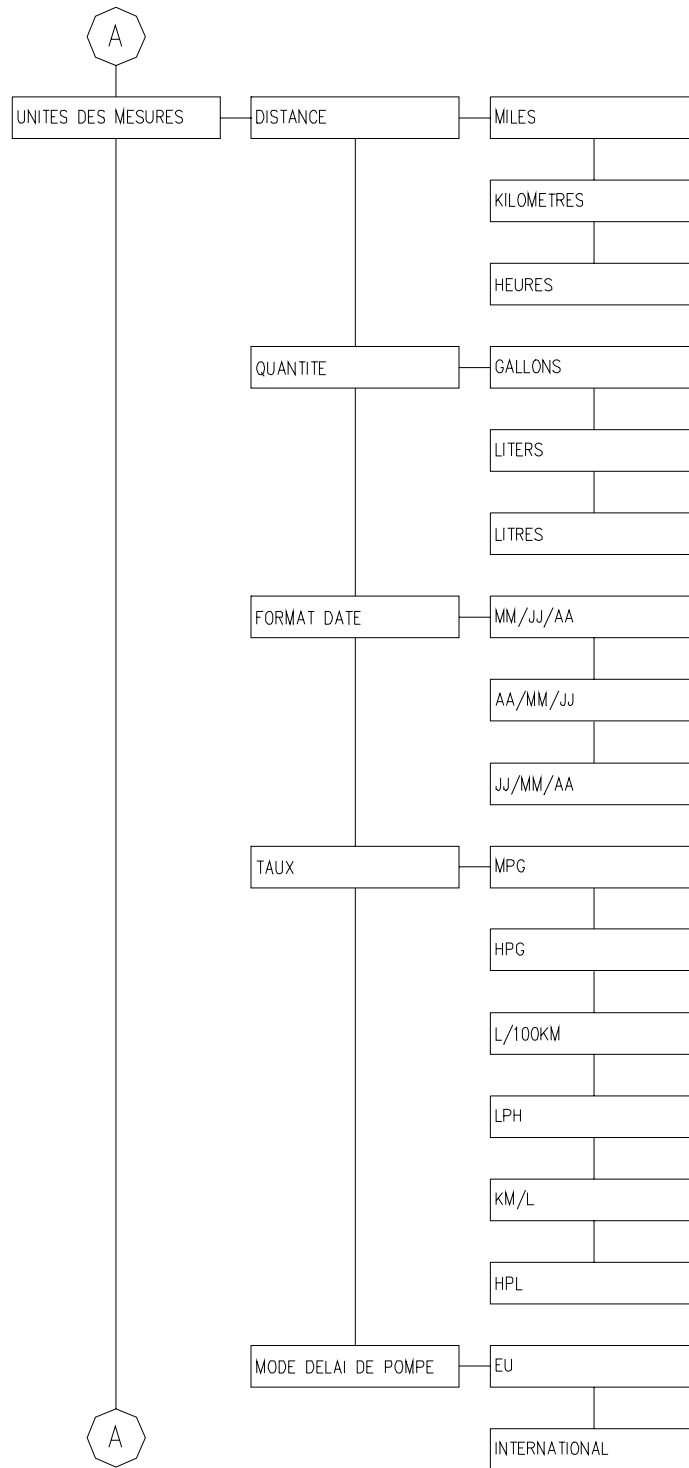 A
UNITES DES MESURES
DISTANCE
MILES
KILOMETRES
HEURES
QUANTITE
GALLONS
LITERS
LITRES
FORMAT DATE
MM/JJ/AA
AA/MM/JJ
JJ/MM/AA
TAUX
MPG
HPG
L/100KM
LPH
KM/L
HPL
MODE DELAI DE POMPE
EU
INTERNATIONAL
A